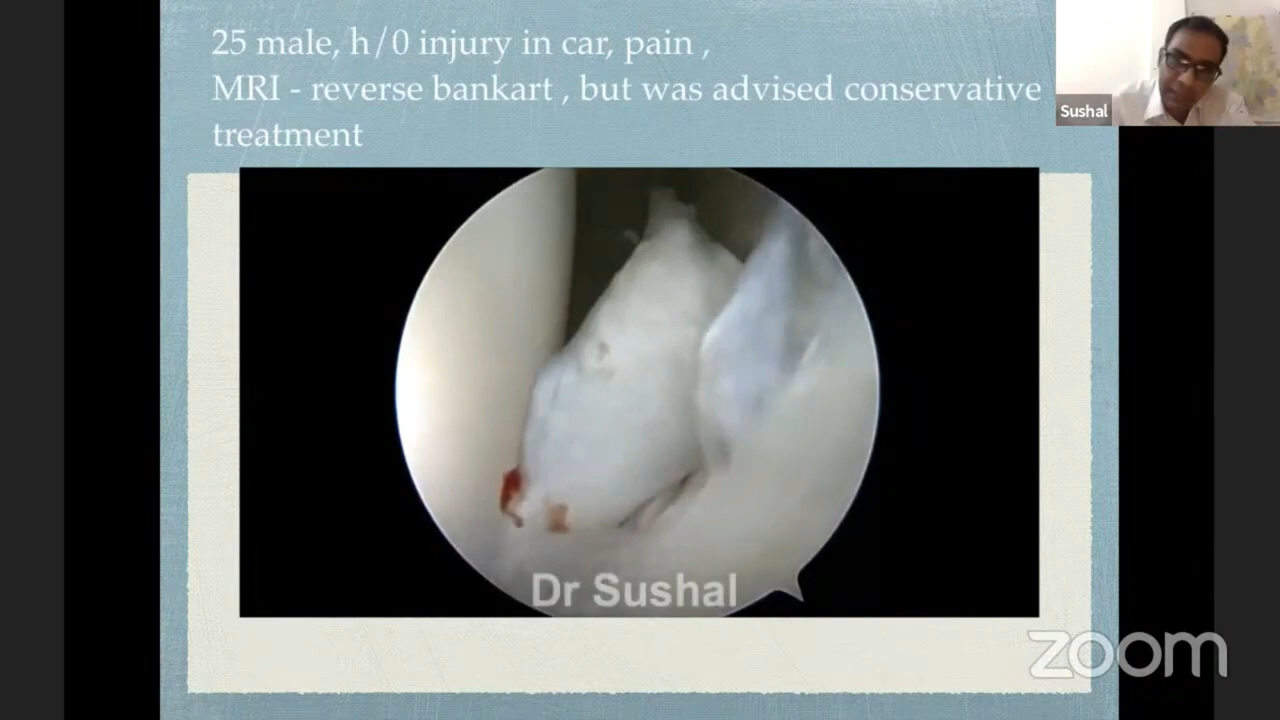 25 male, h/0 injury in car, pain ,
MRI - reverse bankart , but was advised conservative
treatment
Sushal
Dr Sushal
zoom